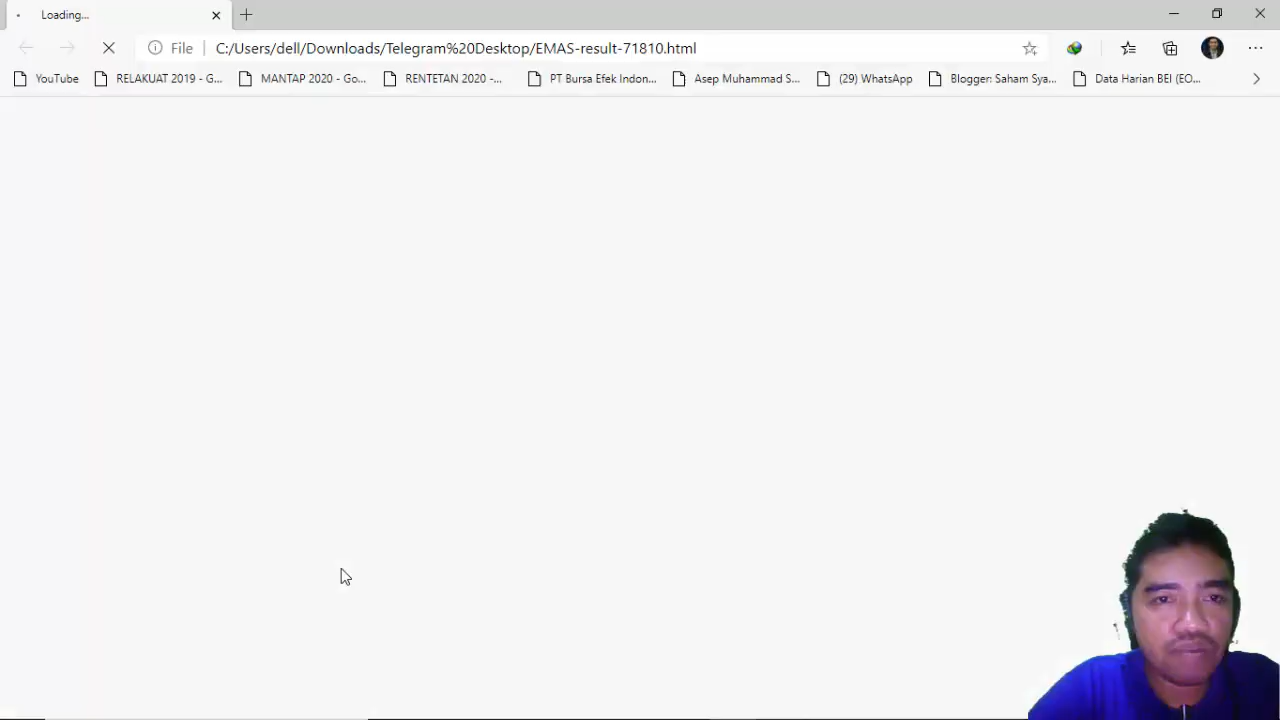 Loading...
File C:/Users/dell/Downloads/Telegram%20Desktop/EMAS-result-71810.html
YouTube RELAKUAT 2019 - G... MANTAP 2020 - Go... RENTETAN 2020 -... PT Bursa Efek Indon... Asep Muhammad S... (29) WhatsApp Blogger: Saham Sya... Data Harian BEI (EO...